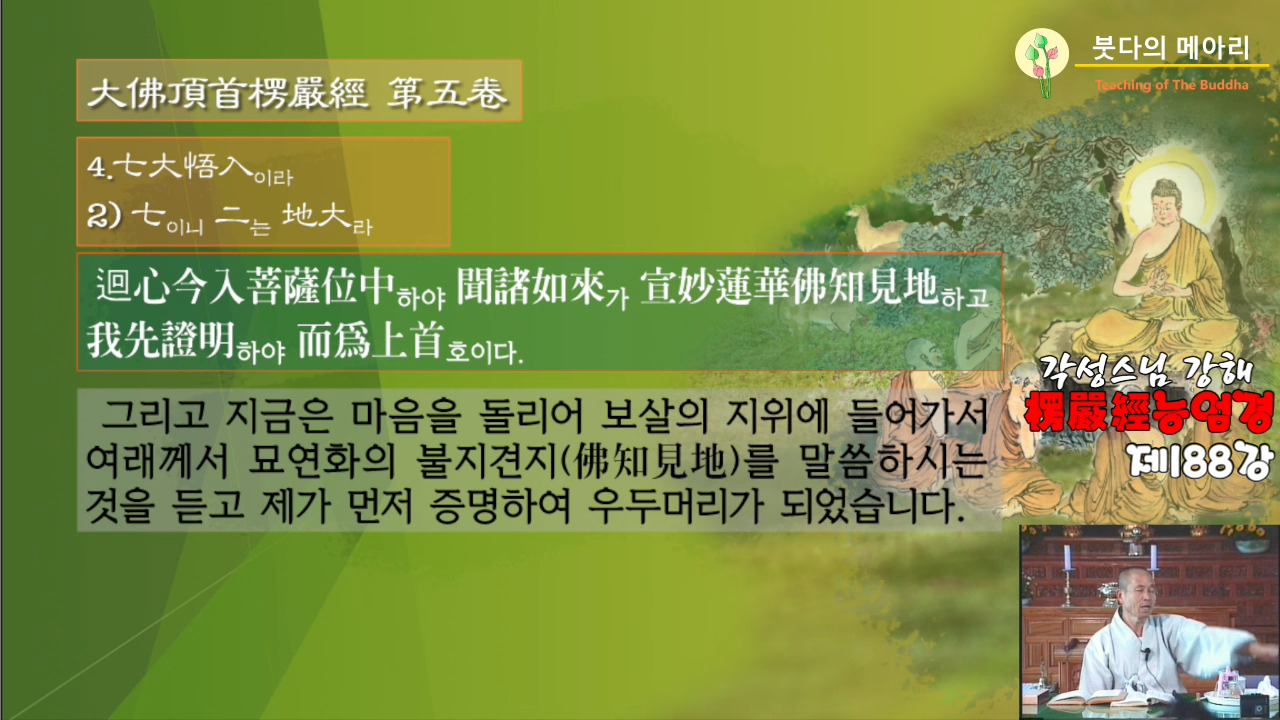 붓다의 메아리
Teaching of The Buddha
大佛頂首楞嚴經 第五卷
4.七大悟入이라
2) 七이니 二는 地大라
迴心今入菩薩位中하야 聞諸如來가 宣妙蓮華佛知見地하고
我先證明하야 而爲上首호이다.
그리고 지금은 마음을 돌리어 보살의 지위에 들어가서
여래께서 묘연화의 불지견지(佛知見地)를 말씀하시는
것을 듣고 제가 먼저 증명하여 우두머리가 되었습니다.
각성스님 강해
楞嚴經능엄경
제188강